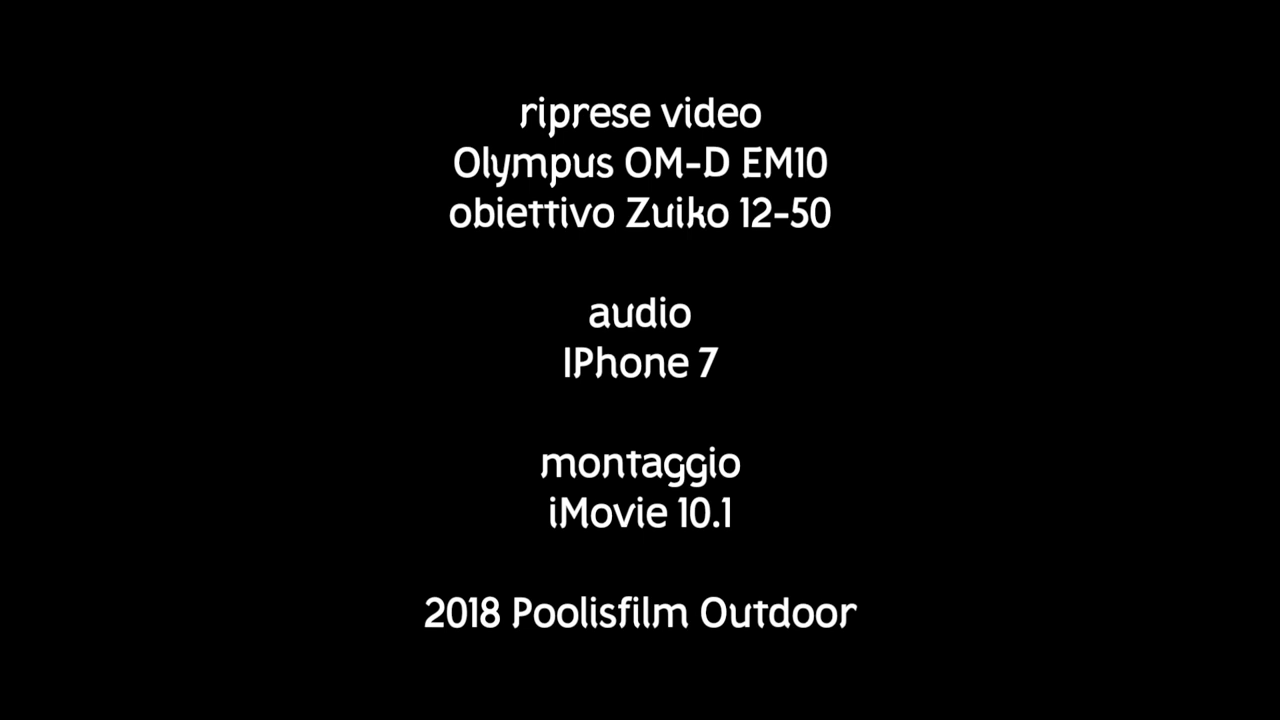 riprese video
Olympus OM-D EM10
obiettivo Zuiko 12-50
audio
IPhone 7
montaggio
iMovie 10.1
2018 Poolisfilm Outdoor